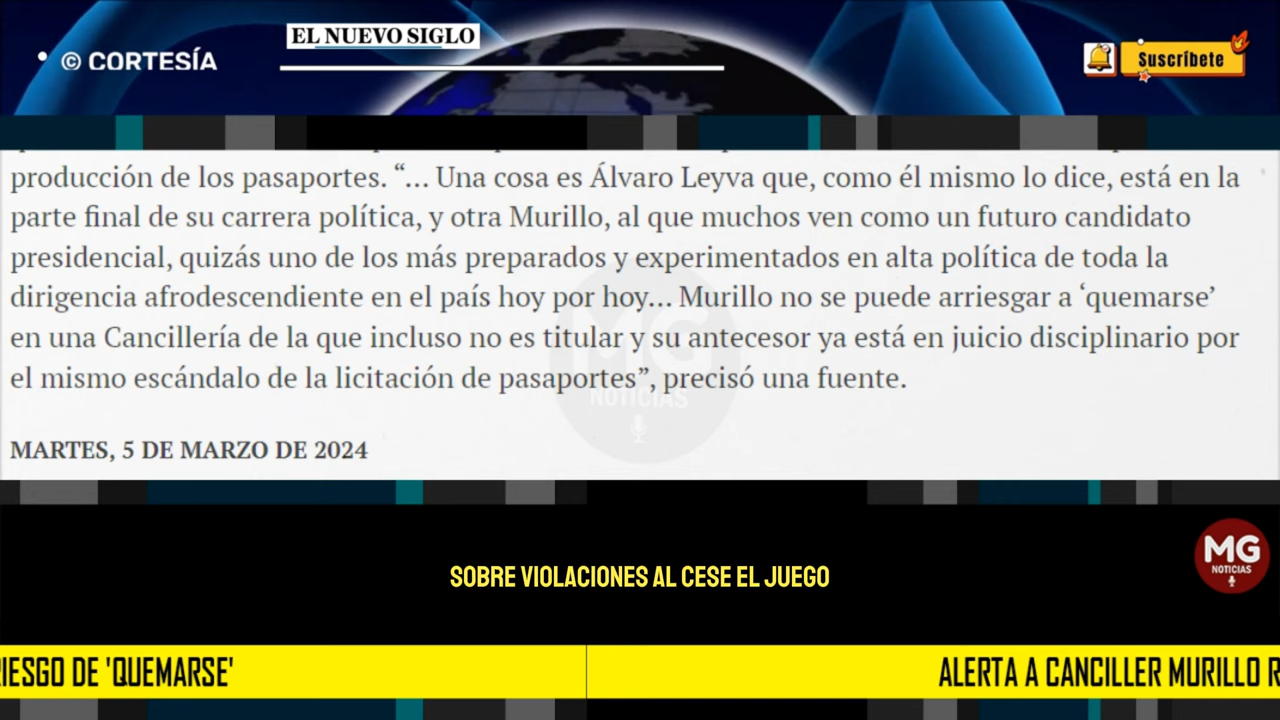 EL NUEVO SIGLO
© CORTESÍA
Suscríbete
producción de los pasaportes. “... Una cosa es Álvaro Leyva que, como él mismo lo dice, está en la
parte final de su carrera política, y otra Murillo, al que muchos ven como un futuro candidato
presidencial, quizás uno de los más preparados y experimentados en alta política de toda la
dirigencia afrodescendiente en el país hoy por hoy... Murillo no se puede arriesgar a ‘quemarse’
en una Cancillería de la que incluso no es titular y su antecesor ya está en juicio disciplinario por
el mismo escándalo de la licitación de pasaportes”, precisó una fuente.
MG
NOTICIAS
MARTES, 5 DE MARZO DE 2024
SOBRE VIOLACIONES AL CESE EL JUEGO
MG
NOTICIAS
IESGO DE 'QUEMARSE'
ALERTA A CANCILLER MURILLO R